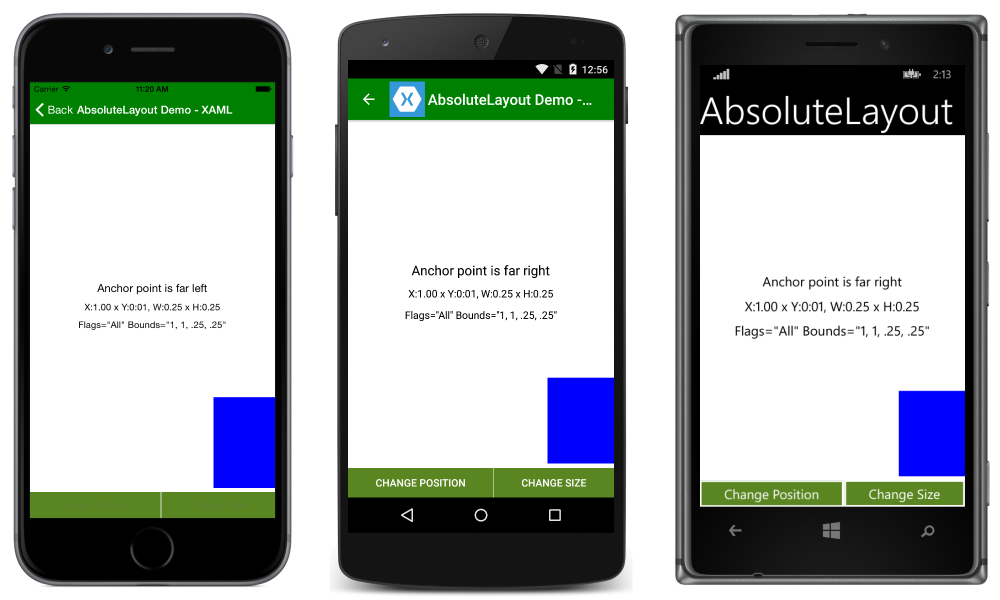 Carrier 11:20 AM
Back AbsoluteLayout Demo - XAML
Anchor point is far left
X:1.00 x Y:0:01, W:0.25 x H:0.25
Flags="All" Bounds="1, 1, .25, .25"
12:56
AbsoluteLayout Demo -...
Anchor point is far right
X:1.00 x Y:0:01, W:0.25 x H:0.25
Flags="All" Bounds="1, 1, .25, .25"
CHANGE POSITION CHANGE SIZE
2:13
AbsoluteLayout
Anchor point is far right
X:1.00 x Y:0:01, W:0.25 x H:0.25
Flags="All" Bounds="1, 1, .25, .25"
Change Position Change Size